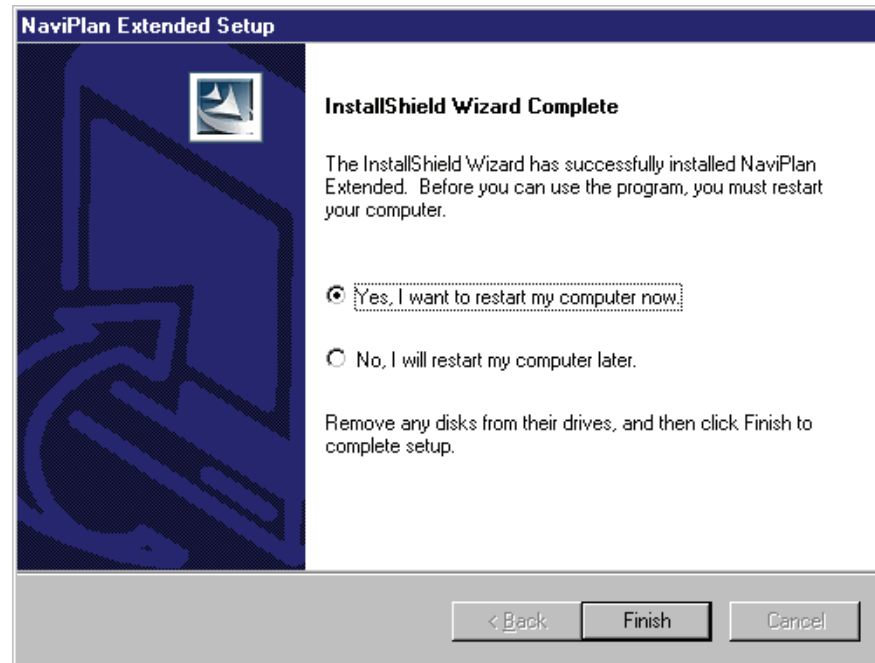 NaviPlan Extended Setup
InstallShield Wizard Complete
The InstallShield Wizard has successfully installed NaviPlan
Extended. Before you can use the program, you must restart
your computer.
Yes, I want to restart my computer now.
No, I will restart my computer later.
Remove any disks from their drives, and then click Finish to
complete setup.
< Back Finish Cancel